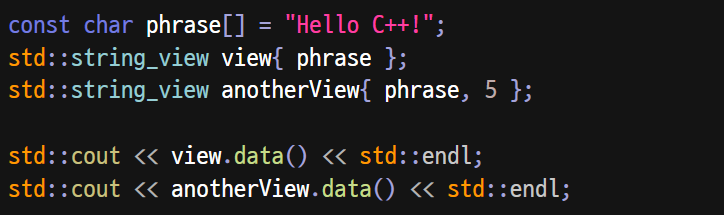 const char phrase[] = "Hello C++!";
std::string_view view{ phrase };
std::string_view anotherView{ phrase, 5 };
std::cout << view.data() << std::endl;
std::cout << anotherView.data() << std::endl;